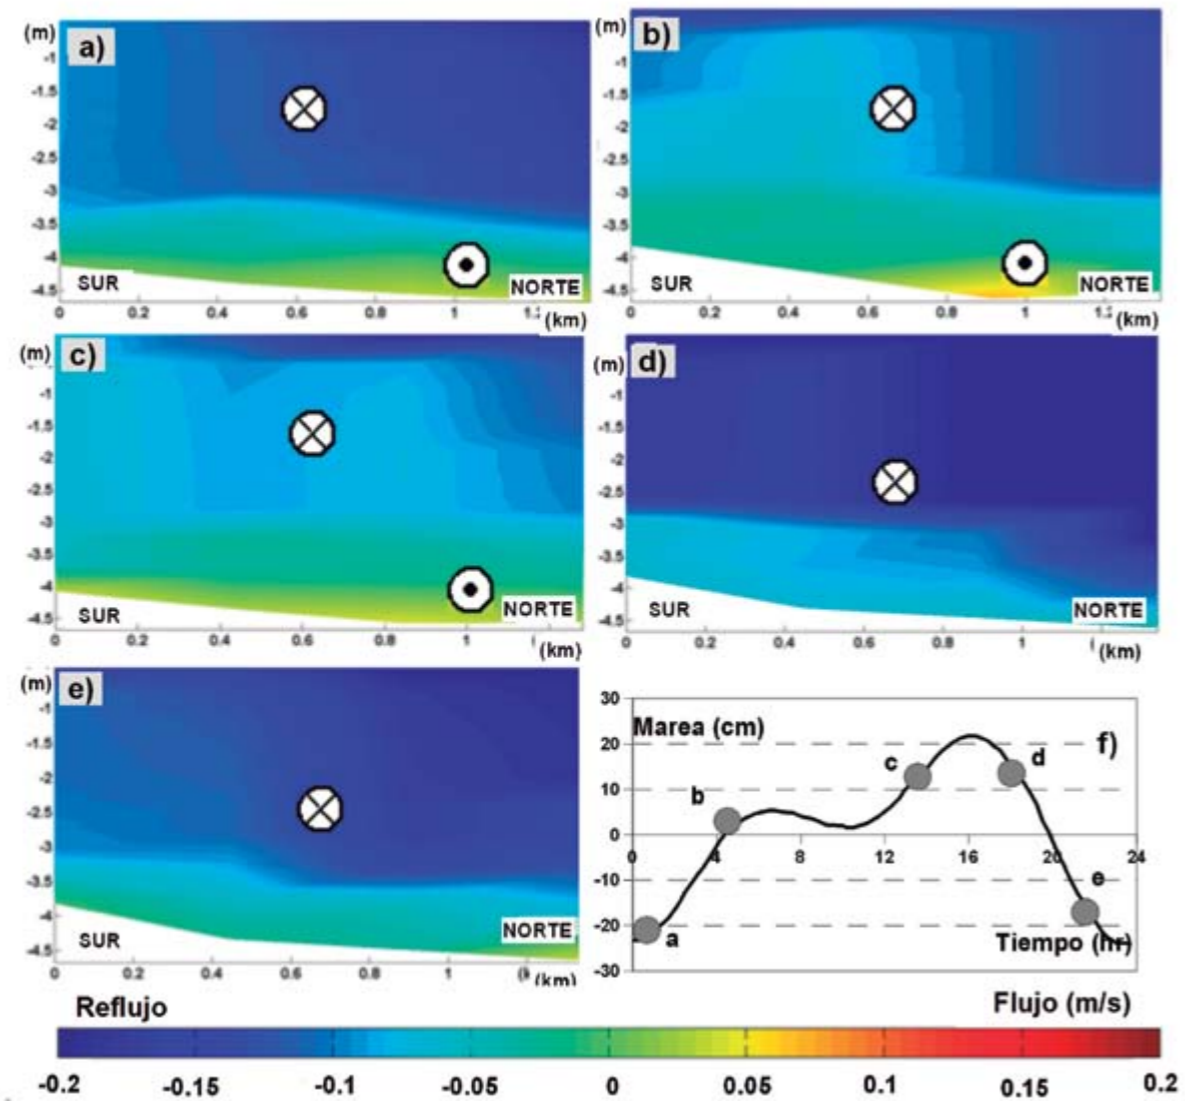 (m)
a)
-1
-1.5
-2
-2.5
-3
-3.5
-4
-4.5
SUR
NORTE
0 0.2 0.4 0.6 0.8 1
(km)
(m)
b)
-1
-1.5
-2
-2.5
-3
-3.5
-4
-4.5
SUR
NORTE
0 0.2 0.4 0.6 0.8 1
(km)
(m)
c)
-1
-1.5
-2
-2.5
-3
-3.5
-4
-4.5
SUR
NORTE
0 0.2 0.4 0.6 0.8 1
(km)
(m)
d)
-1
-1.5
-2
-2.5
-3
-3.5
-4
-4.5
SUR
NORTE
0 0.2 0.4 0.6 0.8 1
(km)
(m)
e)
-1
-1.5
-2
-2.5
-3
-3.5
-4
-4.5
SUR
NORTE
0 0.2 0.4 0.6 0.8 1
(km)
30
20
10
0
-10
-20
-30
Marea (cm)
f)
c
d
b
0 4 8 12 16 20 24
e
a
Tiempo (hr)
Reflujo
Flujo (m/s)
-0.2 -0.15 -0.1 -0.05 0 0.05 0.1 0.15 0.2